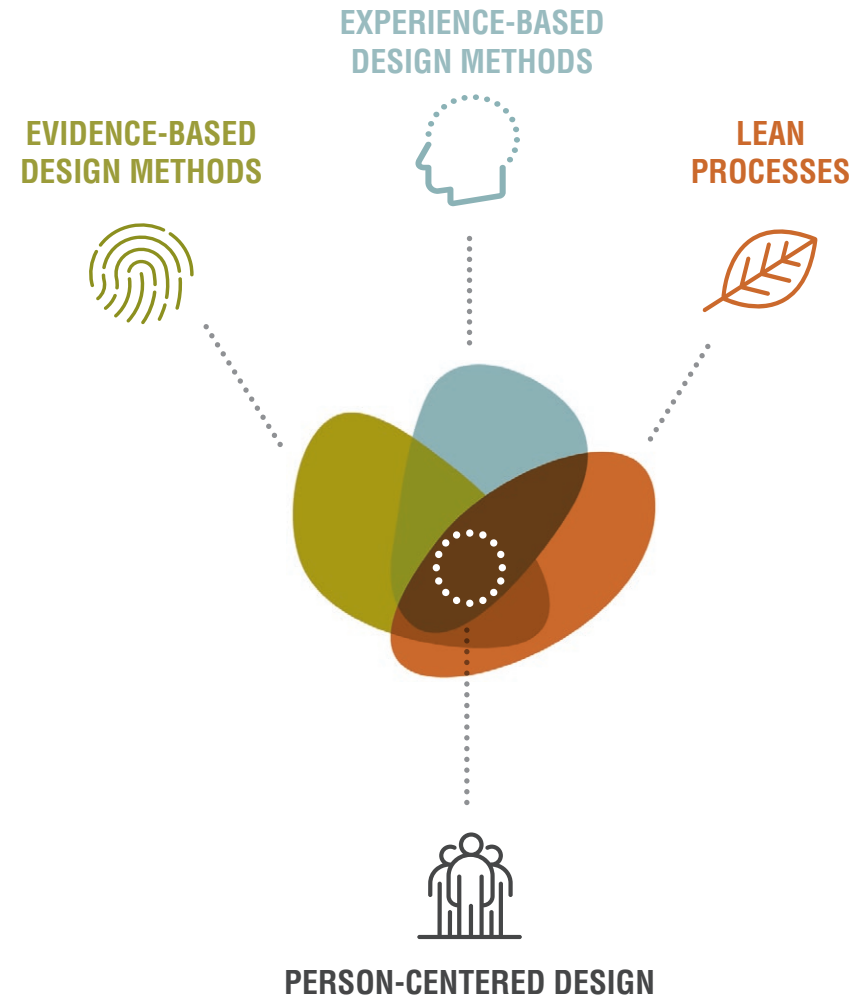 EXPERIENCE-BASED
DESIGN METHODS
EVIDENCE-BASED
DESIGN METHODS
LEAN
PROCESSES
PERSON-CENTERED DESIGN